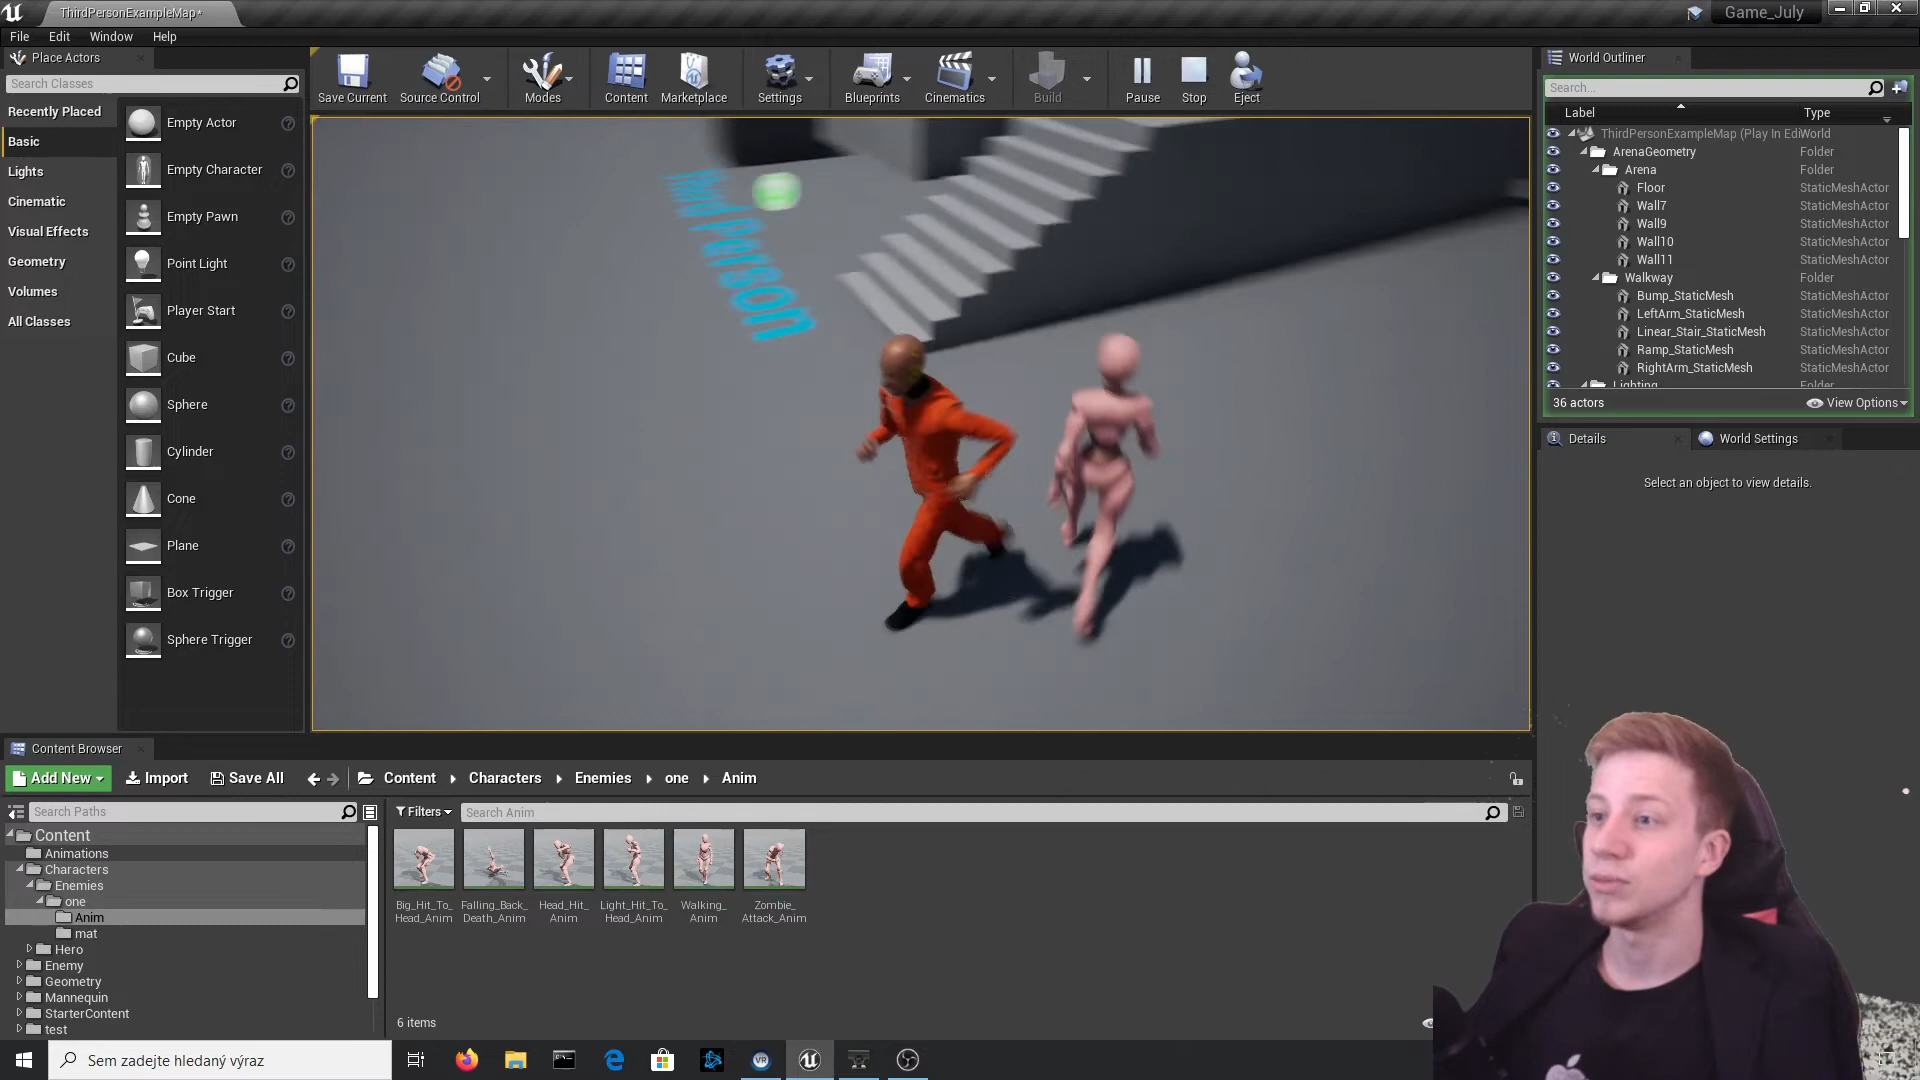 ThirdPersonExampleMap*
Game_July
File Edit Window Help
Place Actors
Search Classes
Recently Placed
Basic
Lights
Cinematic
Visual Effects
Geometry
Volumes
All Classes
Empty Actor
Empty Character
Empty Pawn
Point Light
Player Start
Cube
Sphere
Cylinder
Cone
Plane
Box Trigger
Sphere Trigger
Save Current Source Control Modes Content Marketplace Settings Blueprints Cinematics Build Pause Stop Eject
World Outliner
Search...
Label Type
ThirdPersonExampleMap (Play In Edi World
ArenaGeometry Folder
Arena Folder
Floor StaticMeshActor
Wall7 StaticMeshActor
Wall9 StaticMeshActor
Wall10 StaticMeshActor
Wall11 StaticMeshActor
Walkway Folder
Bump_StaticMesh StaticMeshActor
LeftArm_StaticMesh StaticMeshActor
Linear_Stair_StaticMesh StaticMeshActor
Ramp_StaticMesh StaticMeshActor
RightArm_StaticMesh StaticMeshActor
Lighting Folder
36 actors View Options
Details World Settings
Select an object to view details.
Content Browser
Add New Import Save All Content Characters Enemies one Anim
Search Paths
Content
Animations
Characters
Enemies
one
Anim
mat
Hero
Enemy
Geometry
Mannequin
StarterContent
test
Filters Search Anim
Big_Hit_To_
Head_Anim
Falling_Back_
Death_Anim
Head_Hit_
Anim
Light_Hit_To_
Head_Anim
Walking_
Anim
Zombie_
Attack_Anim
6 items
Sem zadejte hledaný výraz